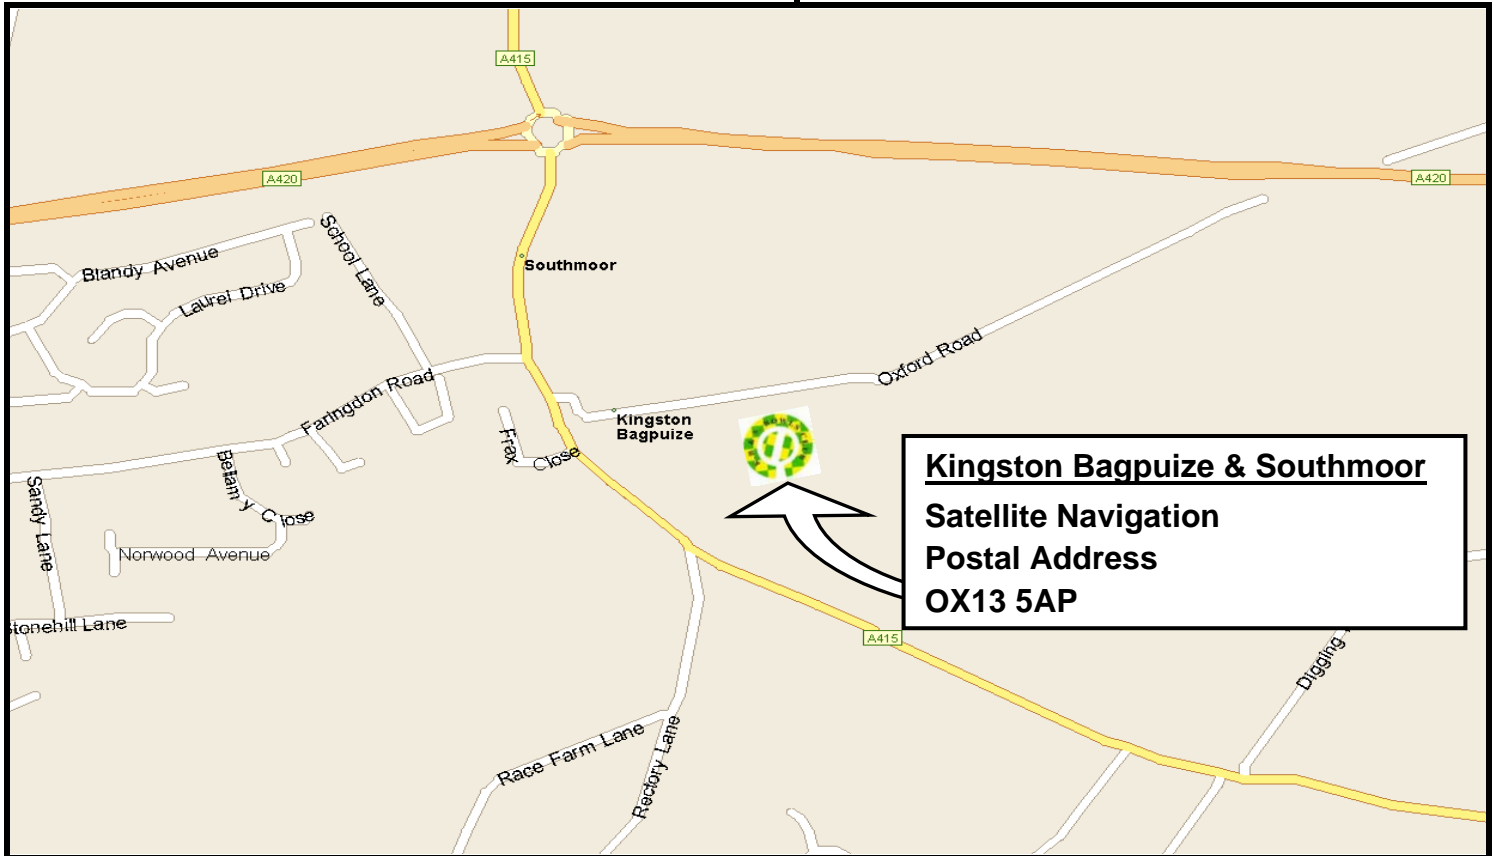 A415
A420
A420
School Lane
Blandy Avenue
Laurel Drive
Southmoor
Oxford Road
Faringdon Road
Kingston
Bagpuize
Frax Close
Bellamy Close
Sandy Lane
Norwood Avenue
Stonehill Lane
Kingston Bagpuize & Southmoor
Satellite Navigation
Postal Address
OX13 5AP
A415
Digging
Race Farm Lane
Rectory Lane